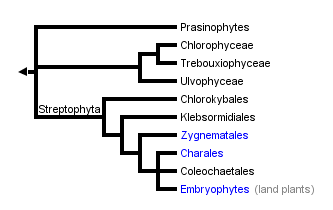 Prasinophytes
Chlorophyceae
Trebouxiophyceae
Ulvophyceae
Streptophyta
Chlorokybales
Klebsormidiales
Zygnematales
Charales
Coleochaetales
Embryophytes (land plants)